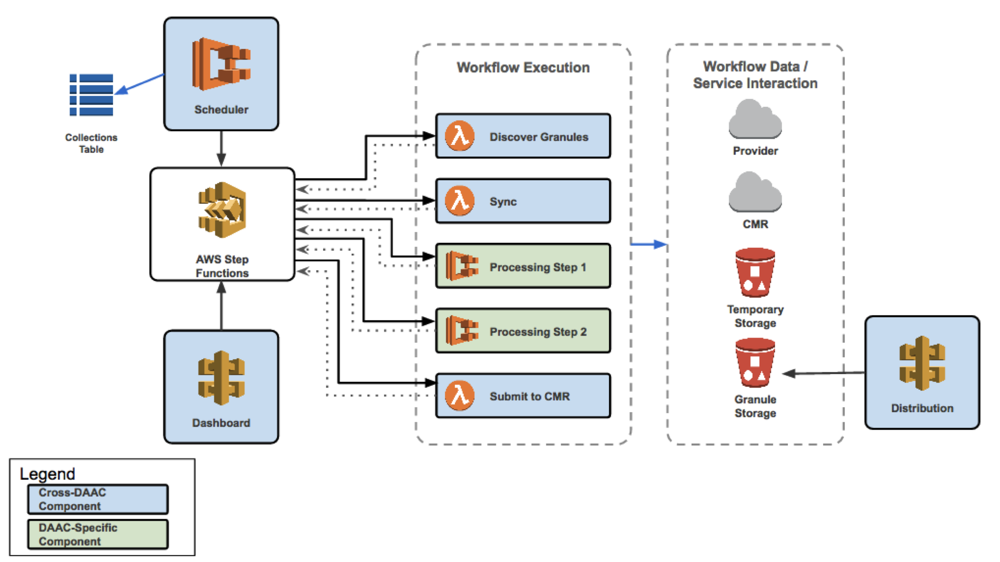 Scheduler
Collections
Table
AWS Step
Functions
Dashboard
Workflow Execution
Discover Granules
Sync
Processing Step 1
Processing Step 2
Submit to CMR
Workflow Data /
Service Interaction
Provider
CMR
Temporary
Storage
Granule
Storage
Distribution
Legend
Cross-DAAC
Component
DAAC-Specific
Component